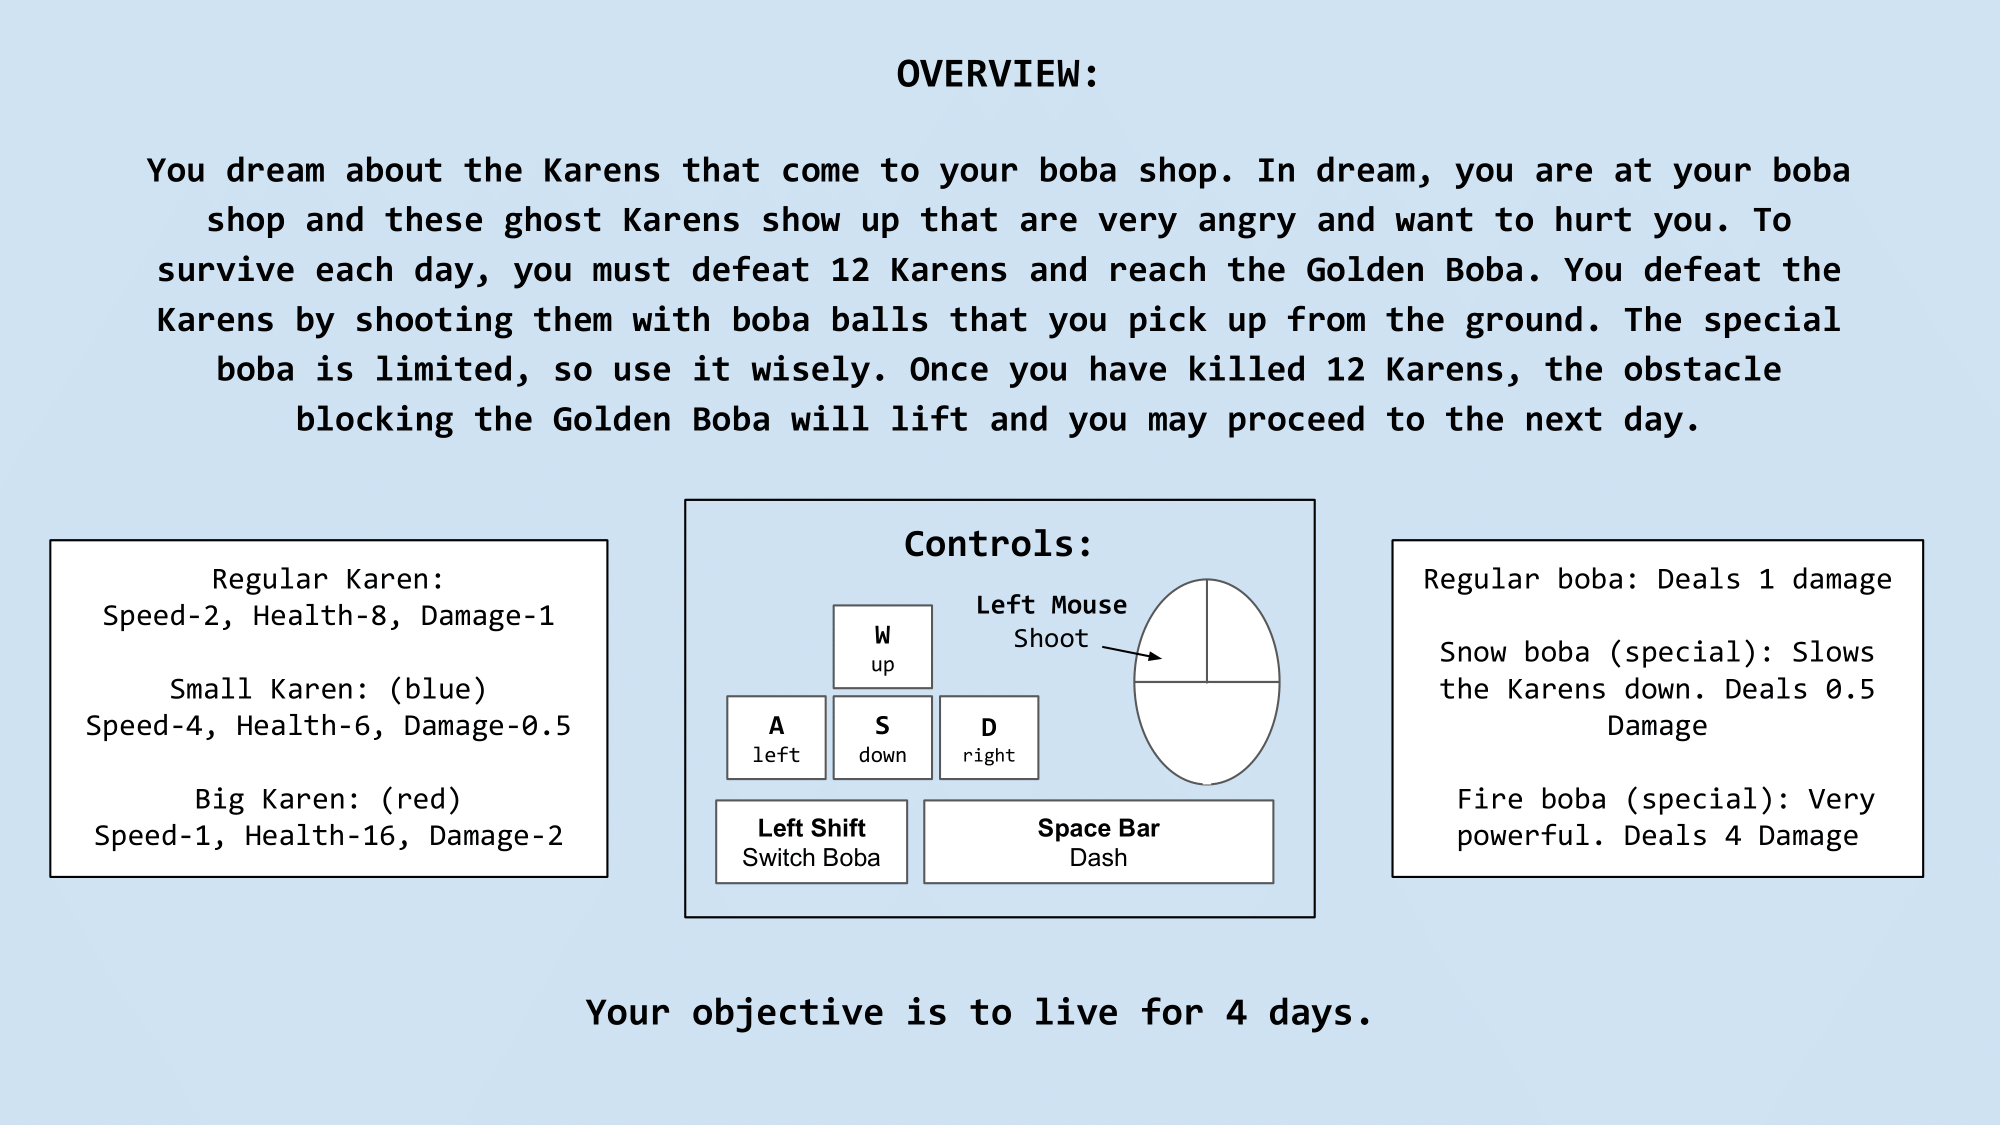 OVERVIEW:
You dream about the Karens that come to your boba shop. In dream, you are at your boba
shop and these ghost Karens show up that are very angry and want to hurt you. To
survive each day, you must defeat 12 Karens and reach the Golden Boba. You defeat the
Karens by shooting them with boba balls that you pick up from the ground. The special
boba is limited, so use it wisely. Once you have killed 12 Karens, the obstacle
blocking the Golden Boba will lift and you may proceed to the next day.
Regular Karen:
Speed-2, Health-8, Damage-1
Small Karen: (blue)
Speed-4, Health-6, Damage-0.5
Big Karen: (red)
Speed-1, Health-16, Damage-2
Controls:
Left Mouse
Shoot
W
up
A
left
S
down
D
right
Left Shift
Switch Boba
Space Bar
Dash
Regular boba: Deals 1 damage
Snow boba (special): Slows
the Karens down. Deals 0.5
Damage
Fire boba (special): Very
powerful. Deals 4 Damage
Your objective is to live for 4 days.